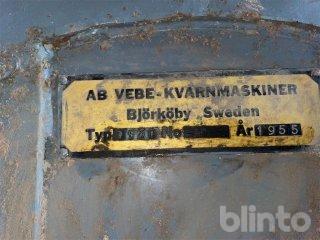 AB VEBE-KVARNMASKINER
Björköby Sweden
Typ No År 1955
blinto